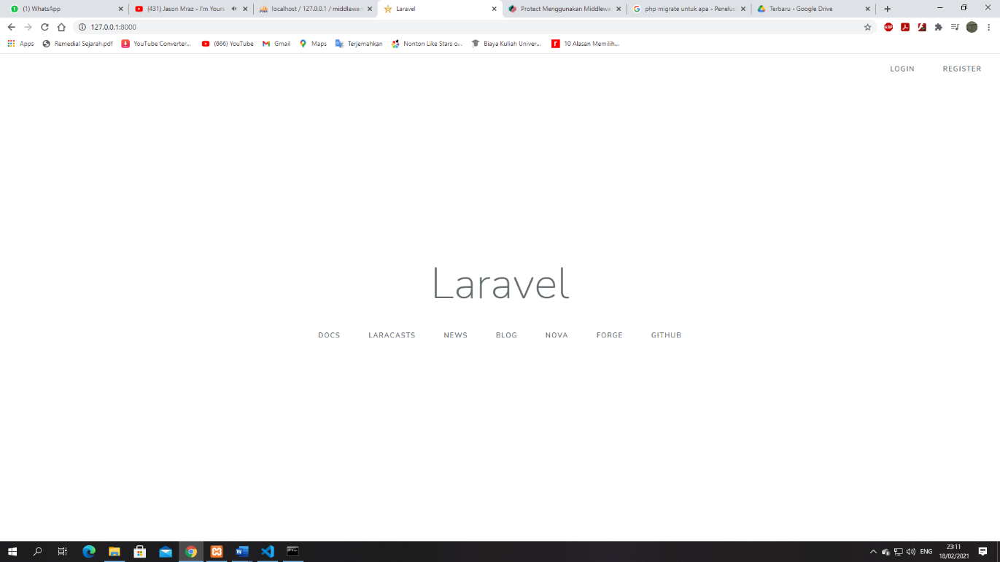 (1) WhatsApp
(431) Jason Mraz - I'm Yours
localhost / 127.0.0.1 / middleware
Laravel
Protect Menggunakan Middlewa
php migrate untuk apa - Penelus
Terbaru - Google Drive
127.0.0.1:8000
ABP
Apps
Remedial Sejarah.pdf
YouTube Converter...
(666) YouTube
Gmail
Maps
Terjemahkan
Nonton Like Stars o...
Biaya Kuliah Univer...
10 Alasan Memilih,...
LOGIN
REGISTER
Laravel
DOCS
LARACASTS
NEWS
BLOG
NOVA
FORGE
GITHUB
ENG
23:11
18/02/2021